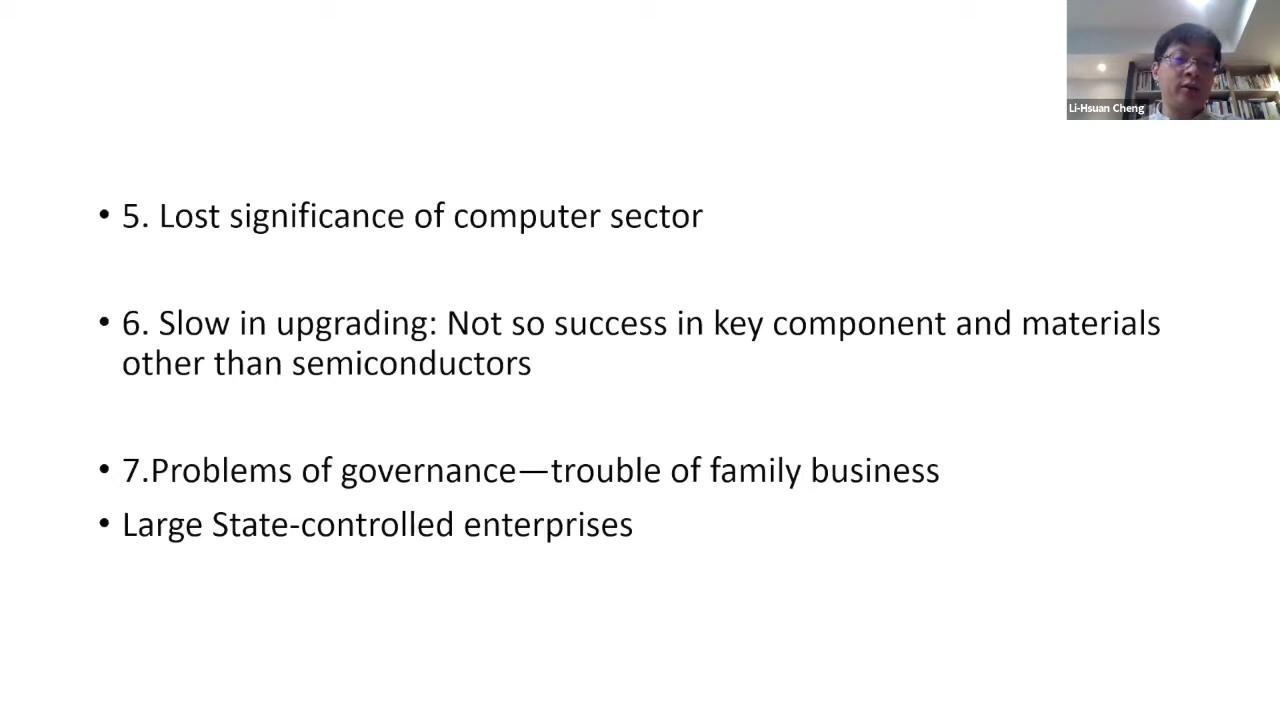 Li-Hsuan Cheng
• 5. Lost significance of computer sector
• 6. Slow in upgrading: Not so success in key component and materials
other than semiconductors
• 7.Problems of governance—trouble of family business
• Large State-controlled enterprises